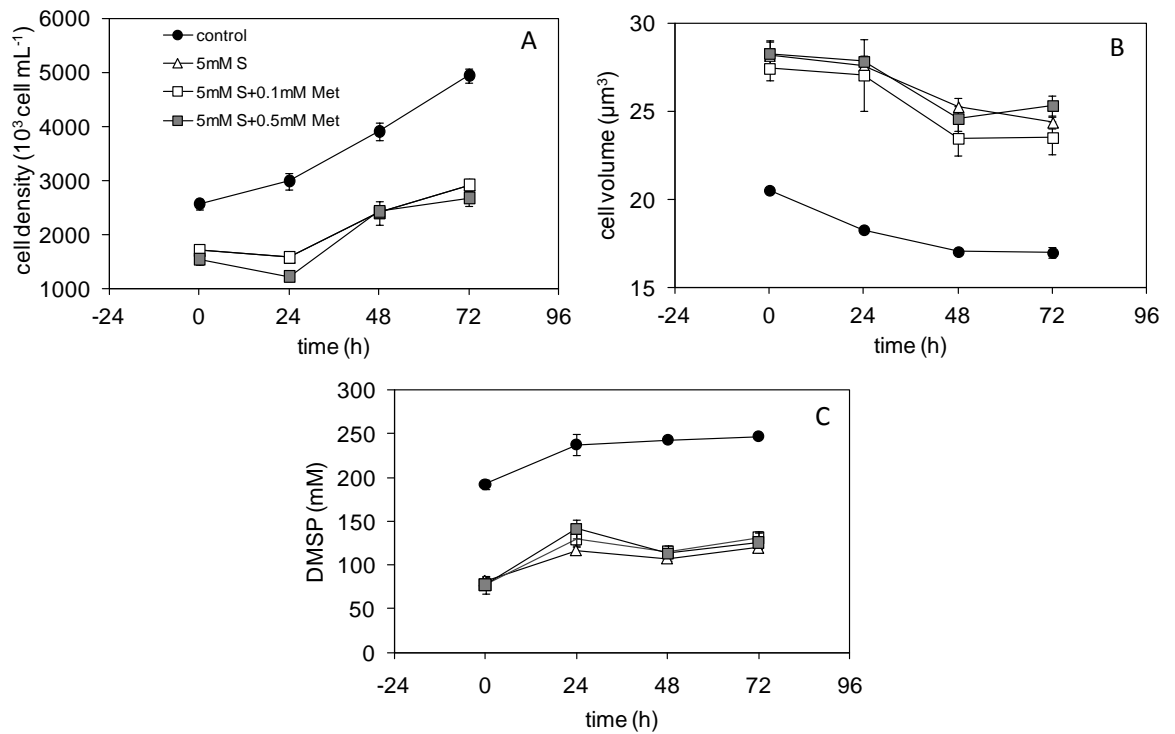 A
control
5mM S
5mM S+0.1mM Met
5mM S+0.5mM Met
cell density (10³ cell mL⁻¹)
6000
5000
4000
3000
2000
1000
-24 0 24 48 72 96
time (h)
B
cell volume (µm³)
30
25
20
15
-24 0 24 48 72 96
time (h)
C
DMSP (mM)
300
250
200
150
100
50
0
-24 0 24 48 72 96
time (h)